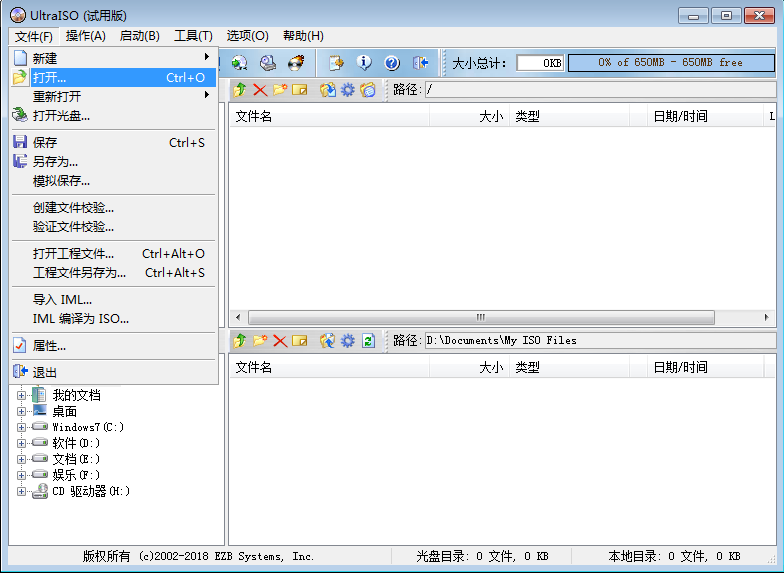 UltraISO (试用版)
文件(F) 操作(A) 启动(B) 工具(T) 选项(O) 帮助(H)
大小总计: 0KB 0% of 650MB - 650MB free
新建
打开... Ctrl+O
重新打开
打开光盘...
保存 Ctrl+S
另存为...
模拟保存...
创建文件校验...
验证文件校验...
打开工程文件... Ctrl+Alt+O
工程文件另存为... Ctrl+Alt+S
导入 IML...
IML 编译为 ISO...
属性...
退出
路径: /
文件名 大小 类型 日期/时间 L
路径: D:\Documents\My ISO Files
文件名 大小 类型 日期/时间
我的文档
桌面
Windows7(C:)
软件(D:)
文档(E:)
娱乐(F:)
CD 驱动器(H:)
版权所有 (c)2002-2018 EZB Systems, Inc. 光盘目录: 0 文件, 0 KB 本地目录: 0 文件, 0 KB